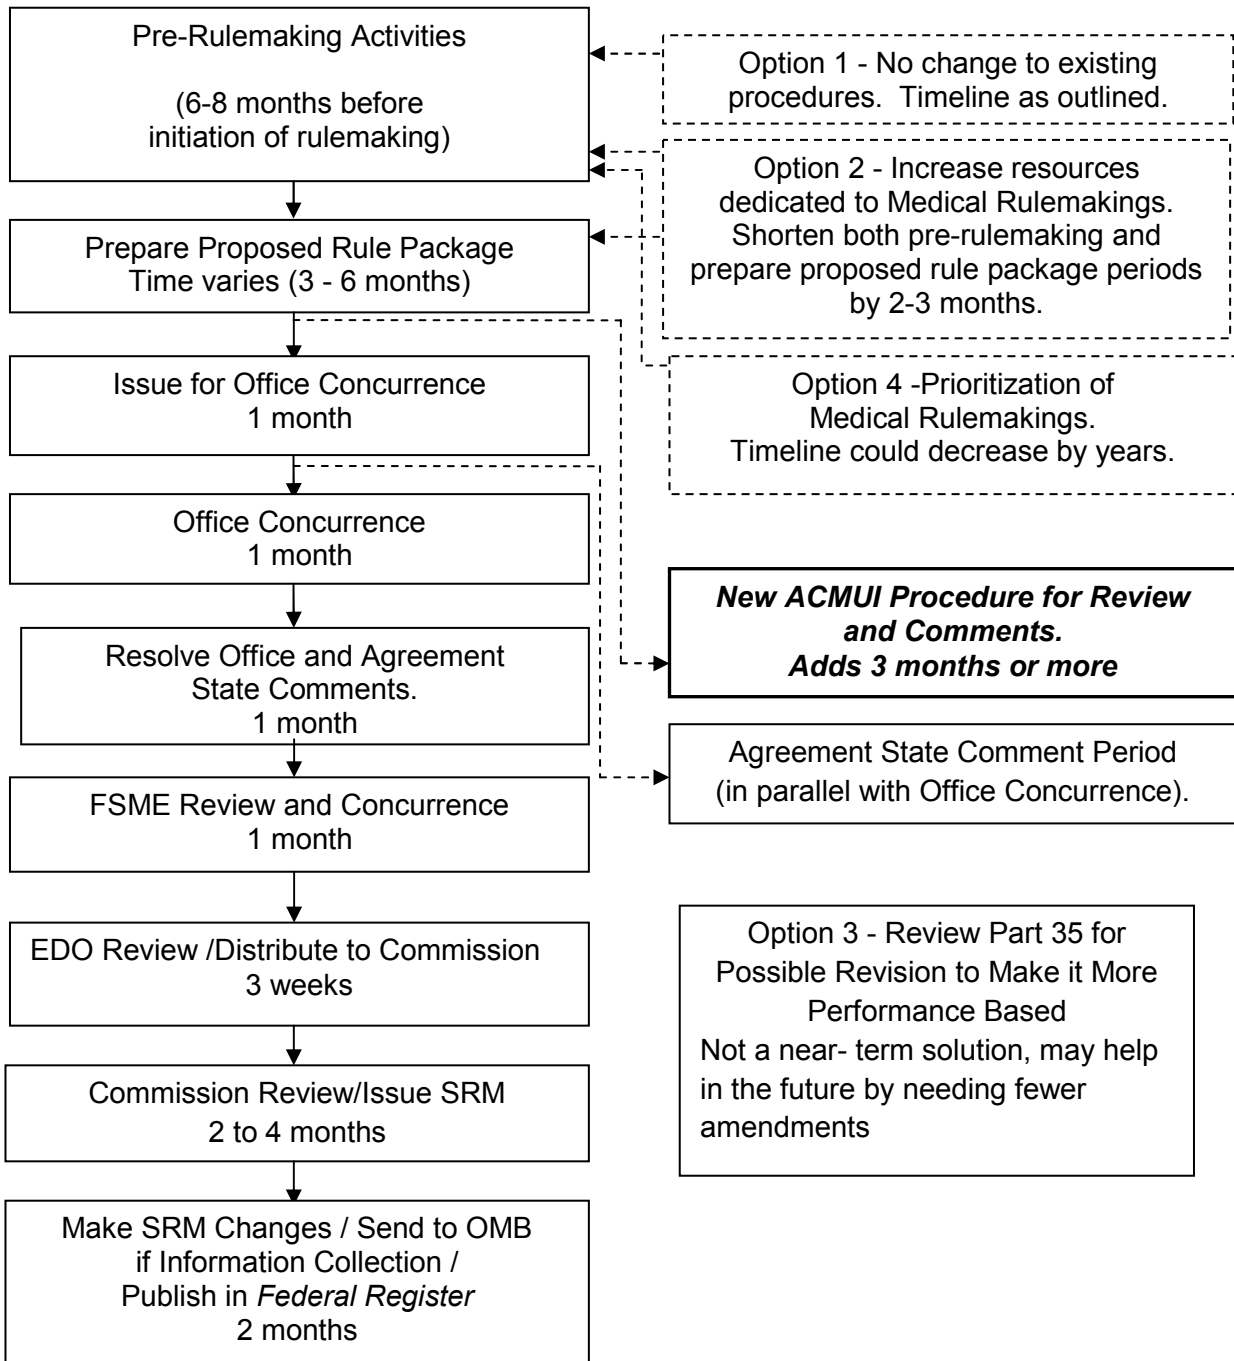 Pre-Rulemaking Activities
(6-8 months before
initiation of rulemaking)
Prepare Proposed Rule Package
Time varies (3 - 6 months)
Issue for Office Concurrence
1 month
Office Concurrence
1 month
Resolve Office and Agreement
State Comments.
1 month
FSME Review and Concurrence
1 month
EDO Review /Distribute to Commission
3 weeks
Commission Review/Issue SRM
2 to 4 months
Make SRM Changes / Send to OMB
if Information Collection /
Publish in Federal Register
2 months
Option 1 - No change to existing
procedures. Timeline as outlined.
Option 2 - Increase resources
dedicated to Medical Rulemakings.
Shorten both pre-rulemaking and
prepare proposed rule package periods
by 2-3 months.
Option 4 -Prioritization of
Medical Rulemakings.
Timeline could decrease by years.
New ACMUI Procedure for Review
and Comments.
Adds 3 months or more
Agreement State Comment Period
(in parallel with Office Concurrence).
Option 3 - Review Part 35 for
Possible Revision to Make it More
Performance Based
Not a near- term solution, may help
in the future by needing fewer
amendments